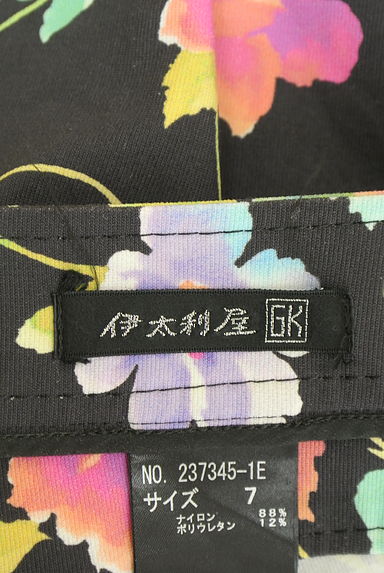 伊太利屋 GK
NO. 237345-1E
サイズ 7
ナイロン 88%
ポリウレタン 12%